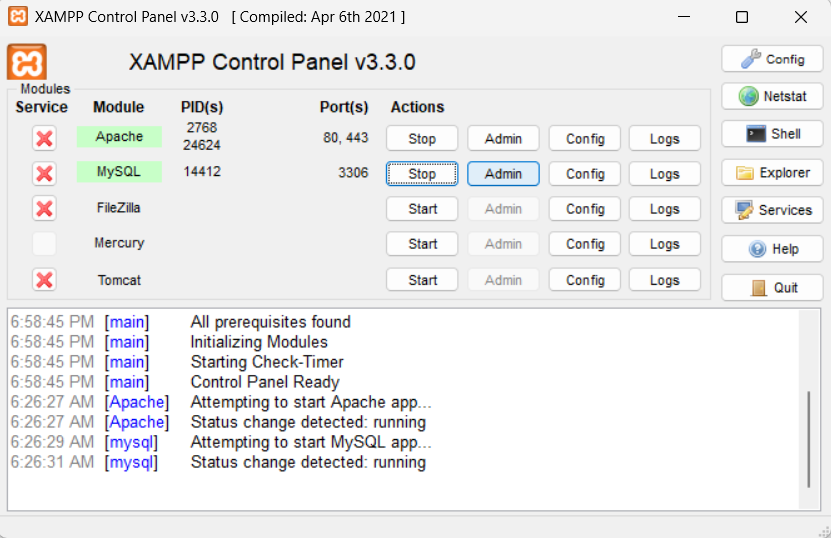 XAMPP Control Panel v3.3.0 [ Compiled: Apr 6th 2021 ]
XAMPP Control Panel v3.3.0
Config
Modules
Service Module PID(s) Port(s) Actions
Netstat
Apache 2768 24624 80, 443 Stop Admin Config Logs
Shell
MySQL 14412 3306 Stop Admin Config Logs
Explorer
FileZilla Start Admin Config Logs
Services
Mercury Start Admin Config Logs
Help
Tomcat Start Admin Config Logs
Quit
6:58:45 PM [main] All prerequisites found
6:58:45 PM [main] Initializing Modules
6:58:45 PM [main] Starting Check-Timer
6:58:45 PM [main] Control Panel Ready
6:26:27 AM [Apache] Attempting to start Apache app...
6:26:27 AM [Apache] Status change detected: running
6:26:29 AM [mysql] Attempting to start MySQL app...
6:26:31 AM [mysql] Status change detected: running